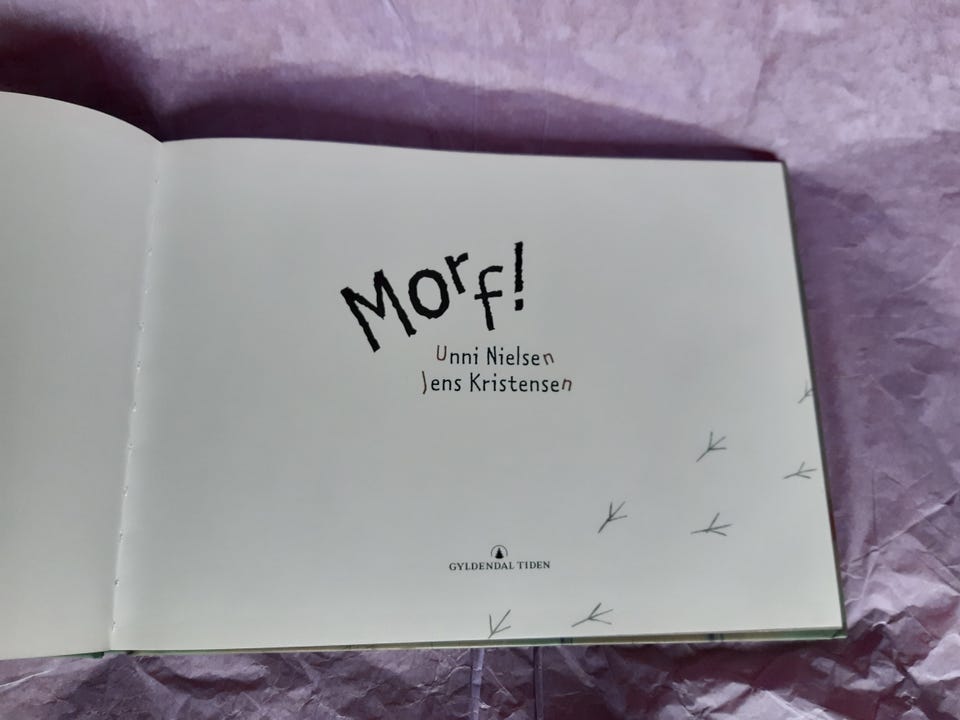 Morf!
Unni Nielsen
Jens Kristensen
GYLDENDAL TIDEN